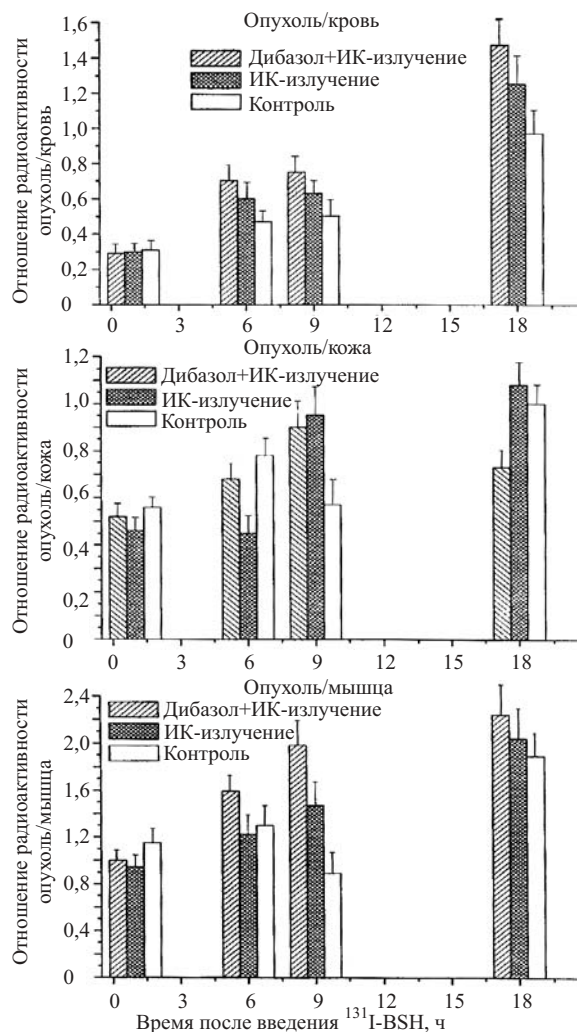 Опухоль/кровь
Отношение радиоактивности
опухоль/кровь
1,6
1,4
1,2
1,0
0,8
0,6
0,4
0,2
0
Дибазол+ИК-излучение
ИК-излучение
Контроль
0 3 6 9 12 15 18
Опухоль/кожа
Отношение радиоактивности
опухоль/кожа
1,2
1,0
0,8
0,6
0,4
0,2
0
Дибазол+ИК-излучение
ИК-излучение
Контроль
0 3 6 9 12 15 18
Опухоль/мышца
Отношение радиоактивности
опухоль/мышца
2,4
2,0
1,6
1,2
0,8
0,4
0
Дибазол+ИК-излучение
ИК-излучение
Контроль
0 3 6 9 12 15 18
Время после введения ¹³¹I-BSH, ч